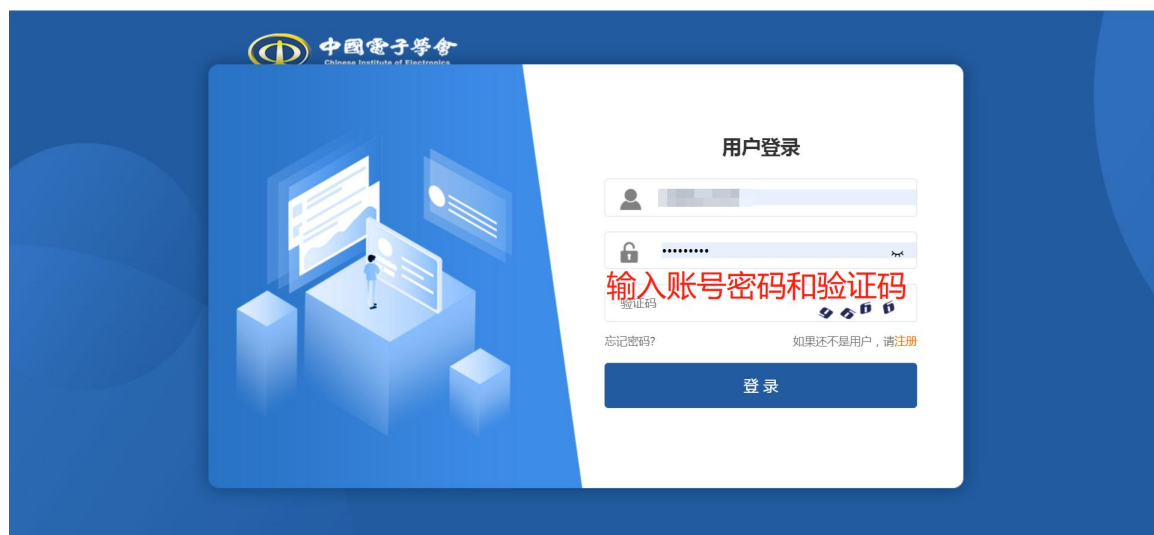 中國電子學會
Chinese Institute of Electronics
用户登录
•••••••••
输入账号密码和验证码
验证码
9666
忘记密码?
如果还不是用户，请注册
登 录